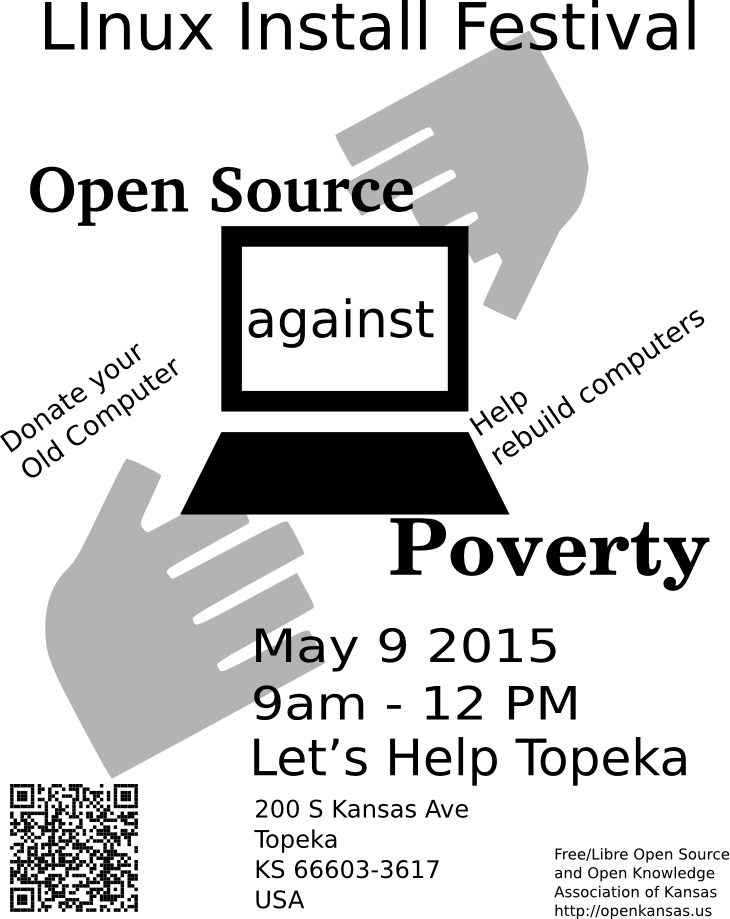 LInux Install Festival
Open Source
against
Donate your
Old Computer
Help
rebuild computers
Poverty
May 9 2015
9am - 12 PM
Let’s Help Topeka
200 S Kansas Ave
Topeka
KS 66603-3617
USA
Free/Libre Open Source
and Open Knowledge
Association of Kansas
http://openkansas.us